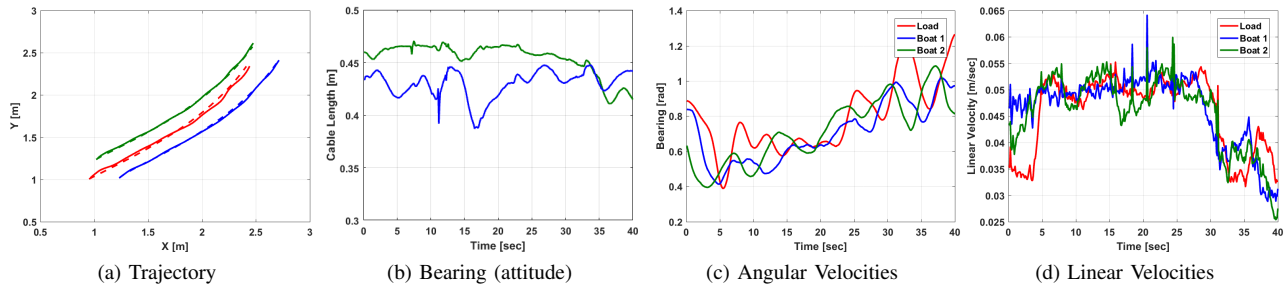 3
2.5
2
1.5
1
0.5
Y [m]
0.5 1 1.5 2 2.5 3
X [m]
(a) Trajectory
0.5
0.45
0.4
0.35
0.3
Cable Length [m]
0 5 10 15 20 25 30 35 40
Time [sec]
(b) Bearing (attitude)
1.4
1.2
1
0.8
0.6
0.4
0.2
Bearing [rad]
Load
Boat 1
Boat 2
0 5 10 15 20 25 30 35 40
Time [sec]
(c) Angular Velocities
0.065
0.06
0.055
0.05
0.045
0.04
0.035
0.03
0.025
Linear Velocity [m/sec]
Load
Boat 1
Boat 2
0 5 10 15 20 25 30 35 40
Time [sec]
(d) Linear Velocities